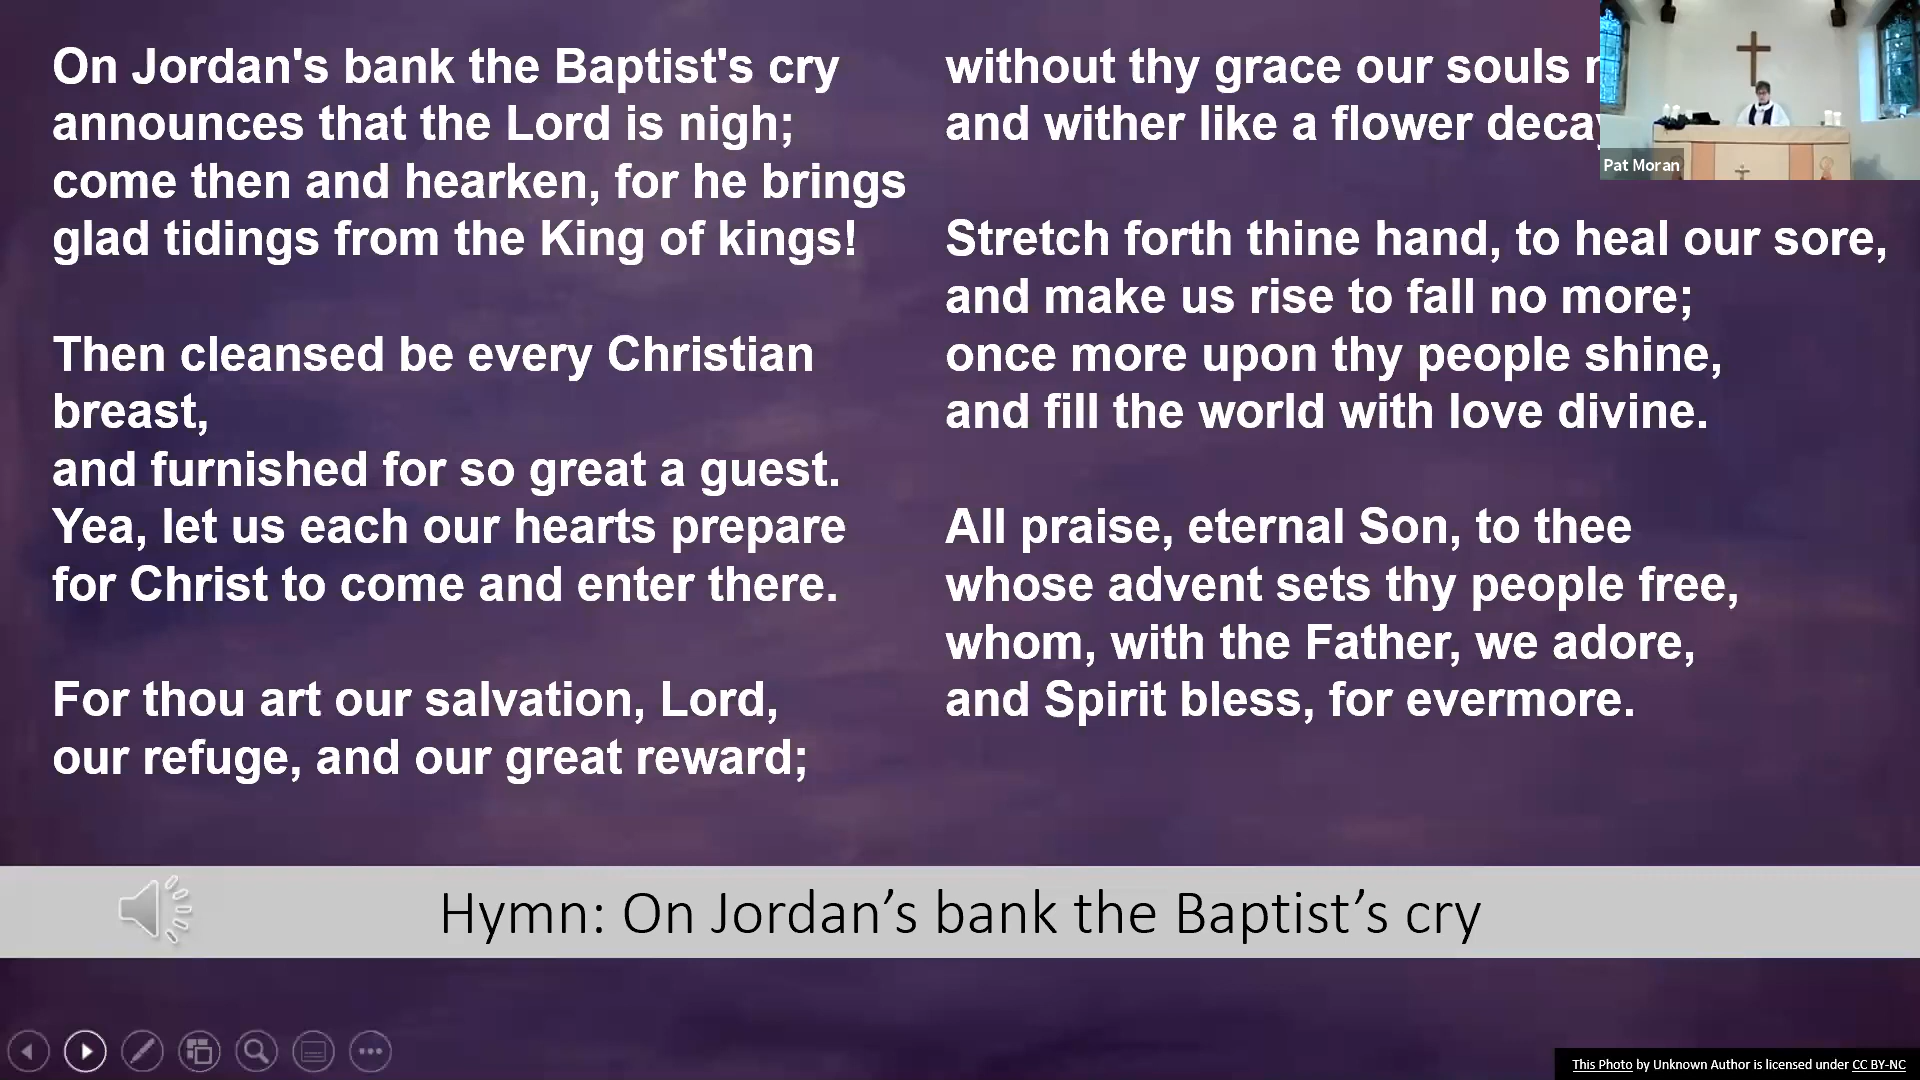 On Jordan's bank the Baptist's cry
announces that the Lord is nigh;
come then and hearken, for he brings
glad tidings from the King of kings!
Then cleansed be every Christian
breast,
and furnished for so great a guest.
Yea, let us each our hearts prepare
for Christ to come and enter there.
For thou art our salvation, Lord,
our refuge, and our great reward;
without thy grace our souls
and wither like a flower
Stretch forth thine hand, to heal our sore,
and make us rise to fall no more;
once more upon thy people shine,
and fill the world with love divine.
All praise, eternal Son, to thee
whose advent sets thy people free,
whom, with the Father, we adore,
and Spirit bless, for evermore.
Pat Moran
Hymn: On Jordan’s bank the Baptist’s cry
This Photo by Unknown Author is licensed under CC BY-NC